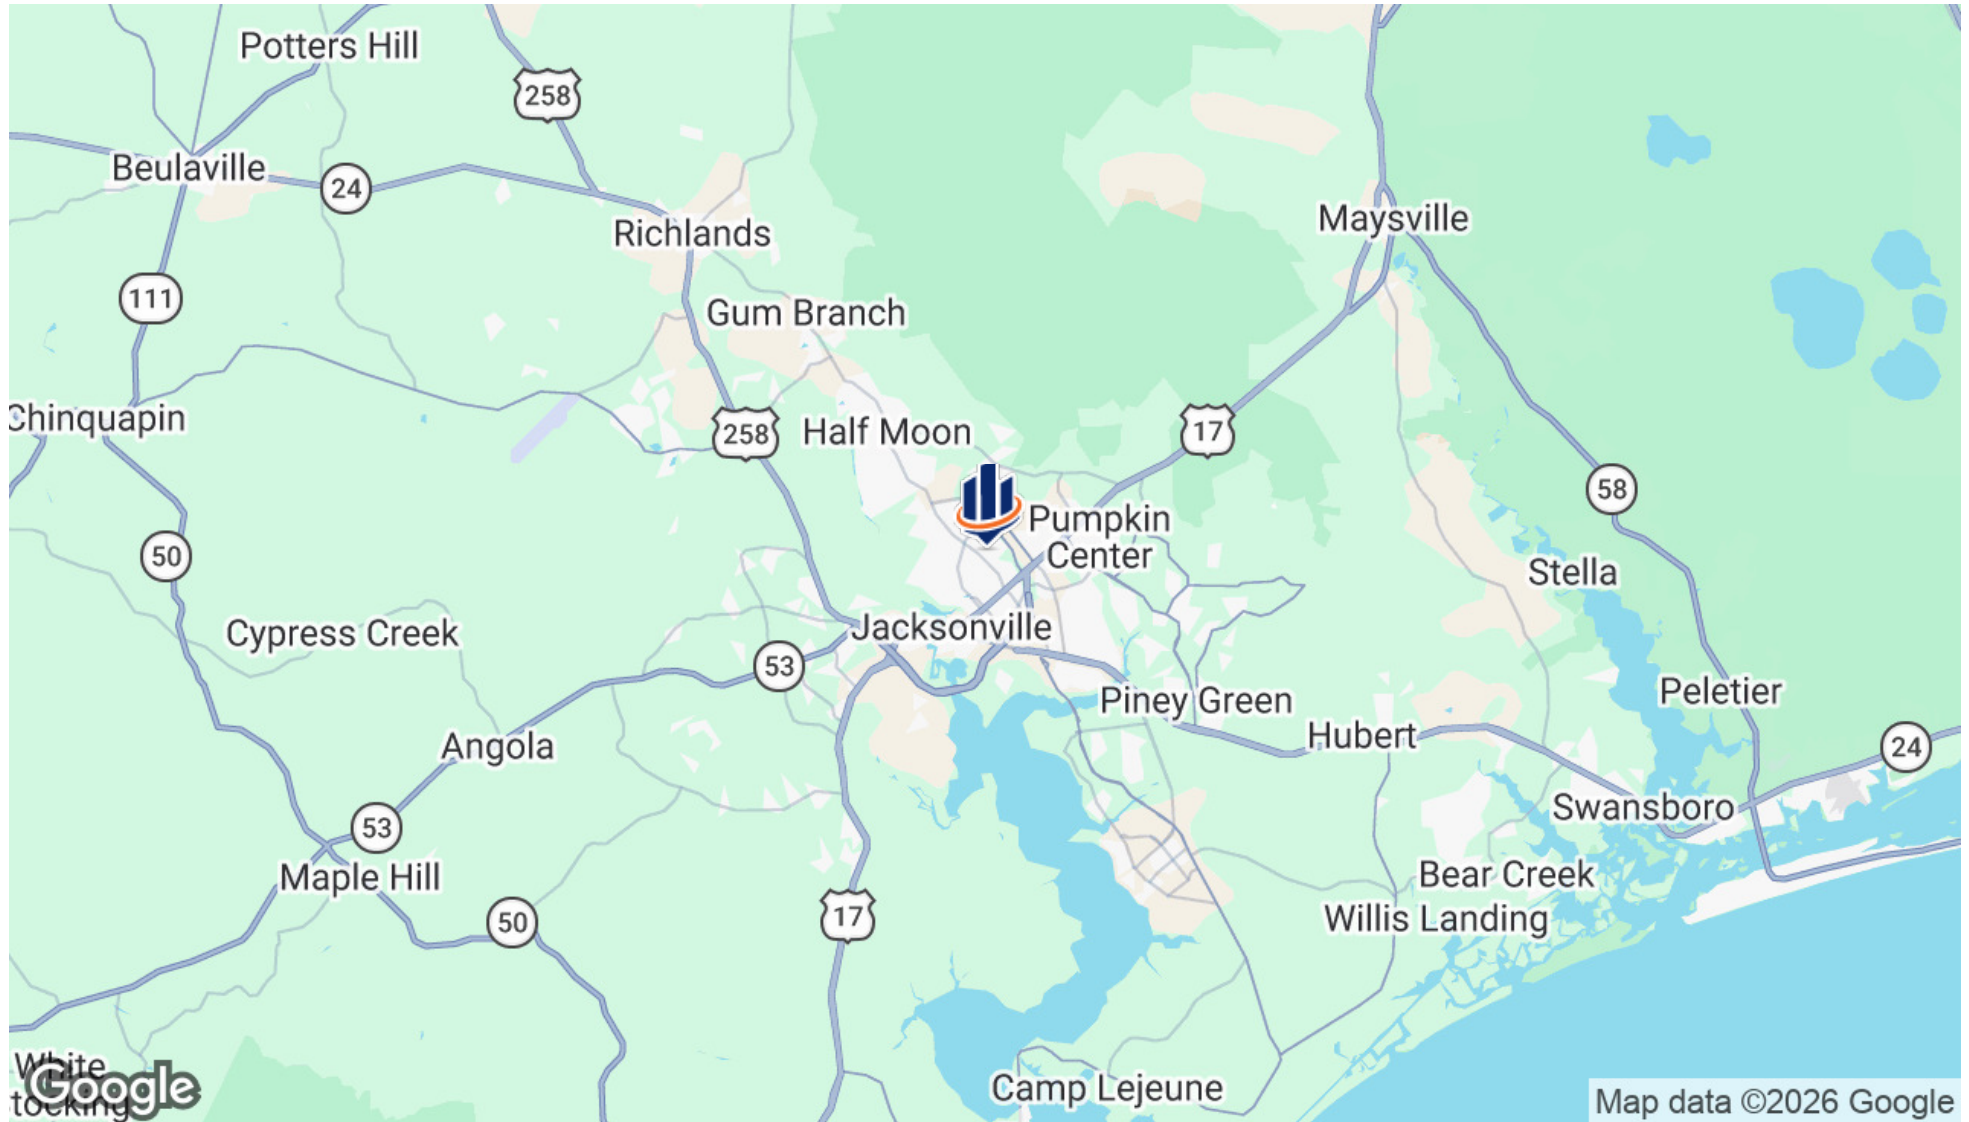 Potters Hill
258
Beulaville
24
Richlands
Maysville
111
Gum Branch
Chinquapin
258
Half Moon
17
58
Pumpkin
Center
50
Stella
Cypress Creek
Jacksonville
53
Piney Green
Peletier
Angola
Hubert
24
Swansboro
53
Maple Hill
Bear Creek
50
17
Willis Landing
White
tocking
Google
Camp Lejeune
Map data ©2026 Google